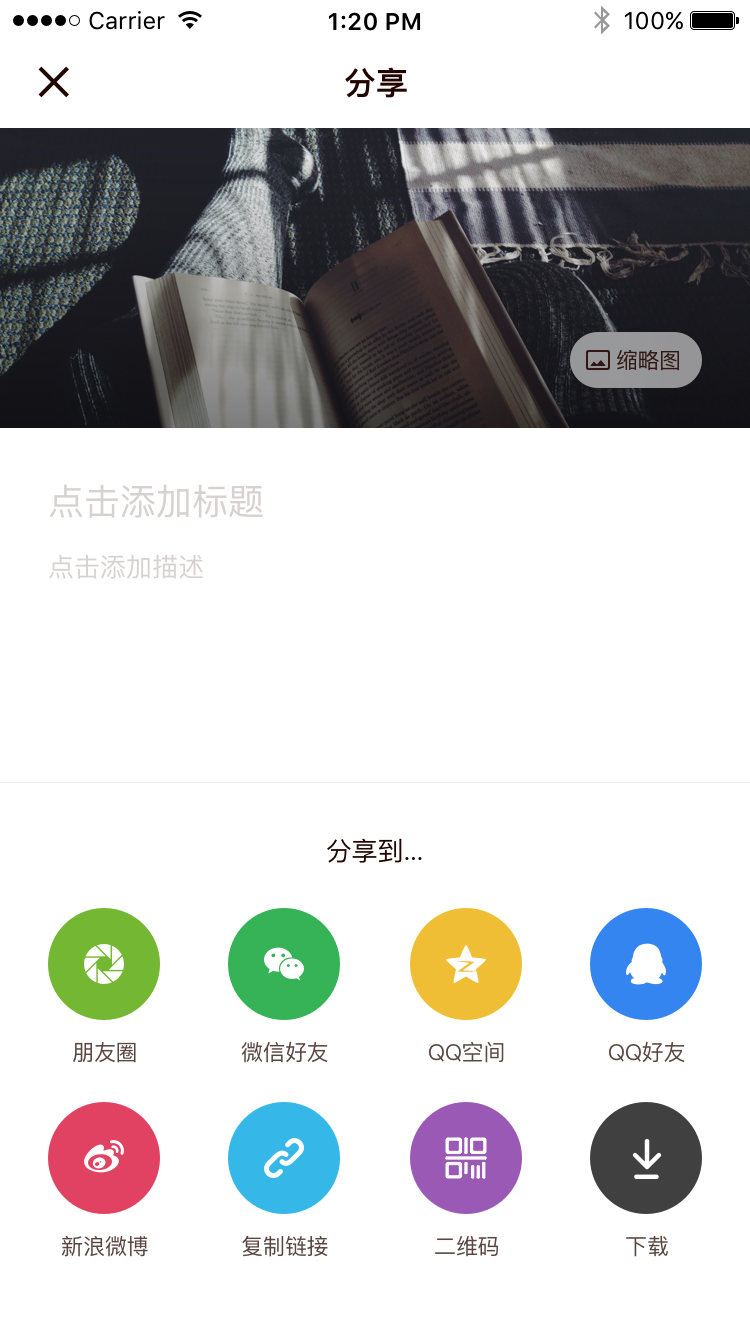 Carrier 1:20 PM 100%
分享
缩略图
点击添加标题
点击添加描述
分享到...
朋友圈 微信好友 QQ空间 QQ好友
新浪微博 复制链接 二维码 下载